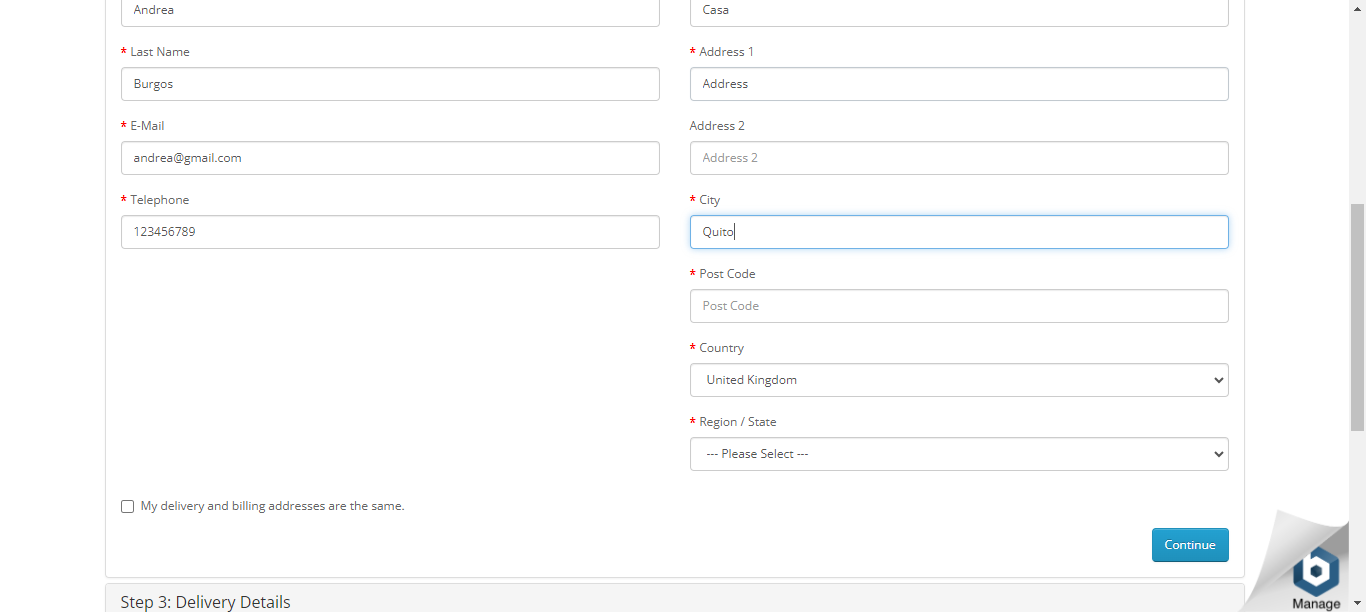 Andrea
Casa
* Last Name
* Address 1
Burgos
Address
* E-Mail
Address 2
andrea@gmail.com
Address 2
* Telephone
* City
123456789
Quito
* Post Code
Post Code
* Country
United Kingdom
* Region / State
--- Please Select ---
My delivery and billing addresses are the same.
Continue
Step 3: Delivery Details
b
Manage